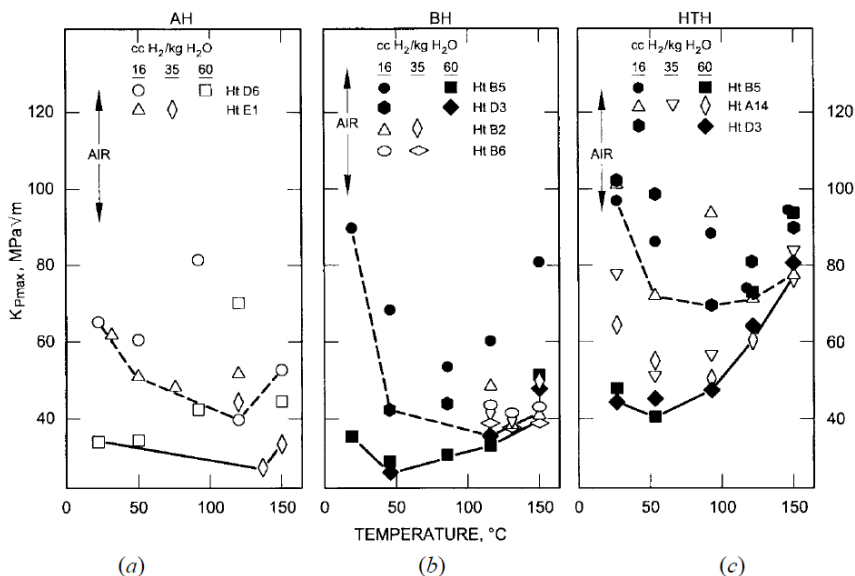 AH
BH
HTH
cc H₂/kg H₂O
16 35 60
Ht D6
Ht E1
AIR
cc H₂/kg H₂O
16 35 60
Ht B5
Ht D3
Ht B2
Ht B6
AIR
cc H₂/kg H₂O
16 35 60
Ht B5
Ht A14
Ht D3
AIR
K_Pmax, MPa√m
120
100
80
60
40
120
100
80
60
40
0 50 100 150
0 50 100 150
0 50 100 150
TEMPERATURE, °C
(a) (b) (c)